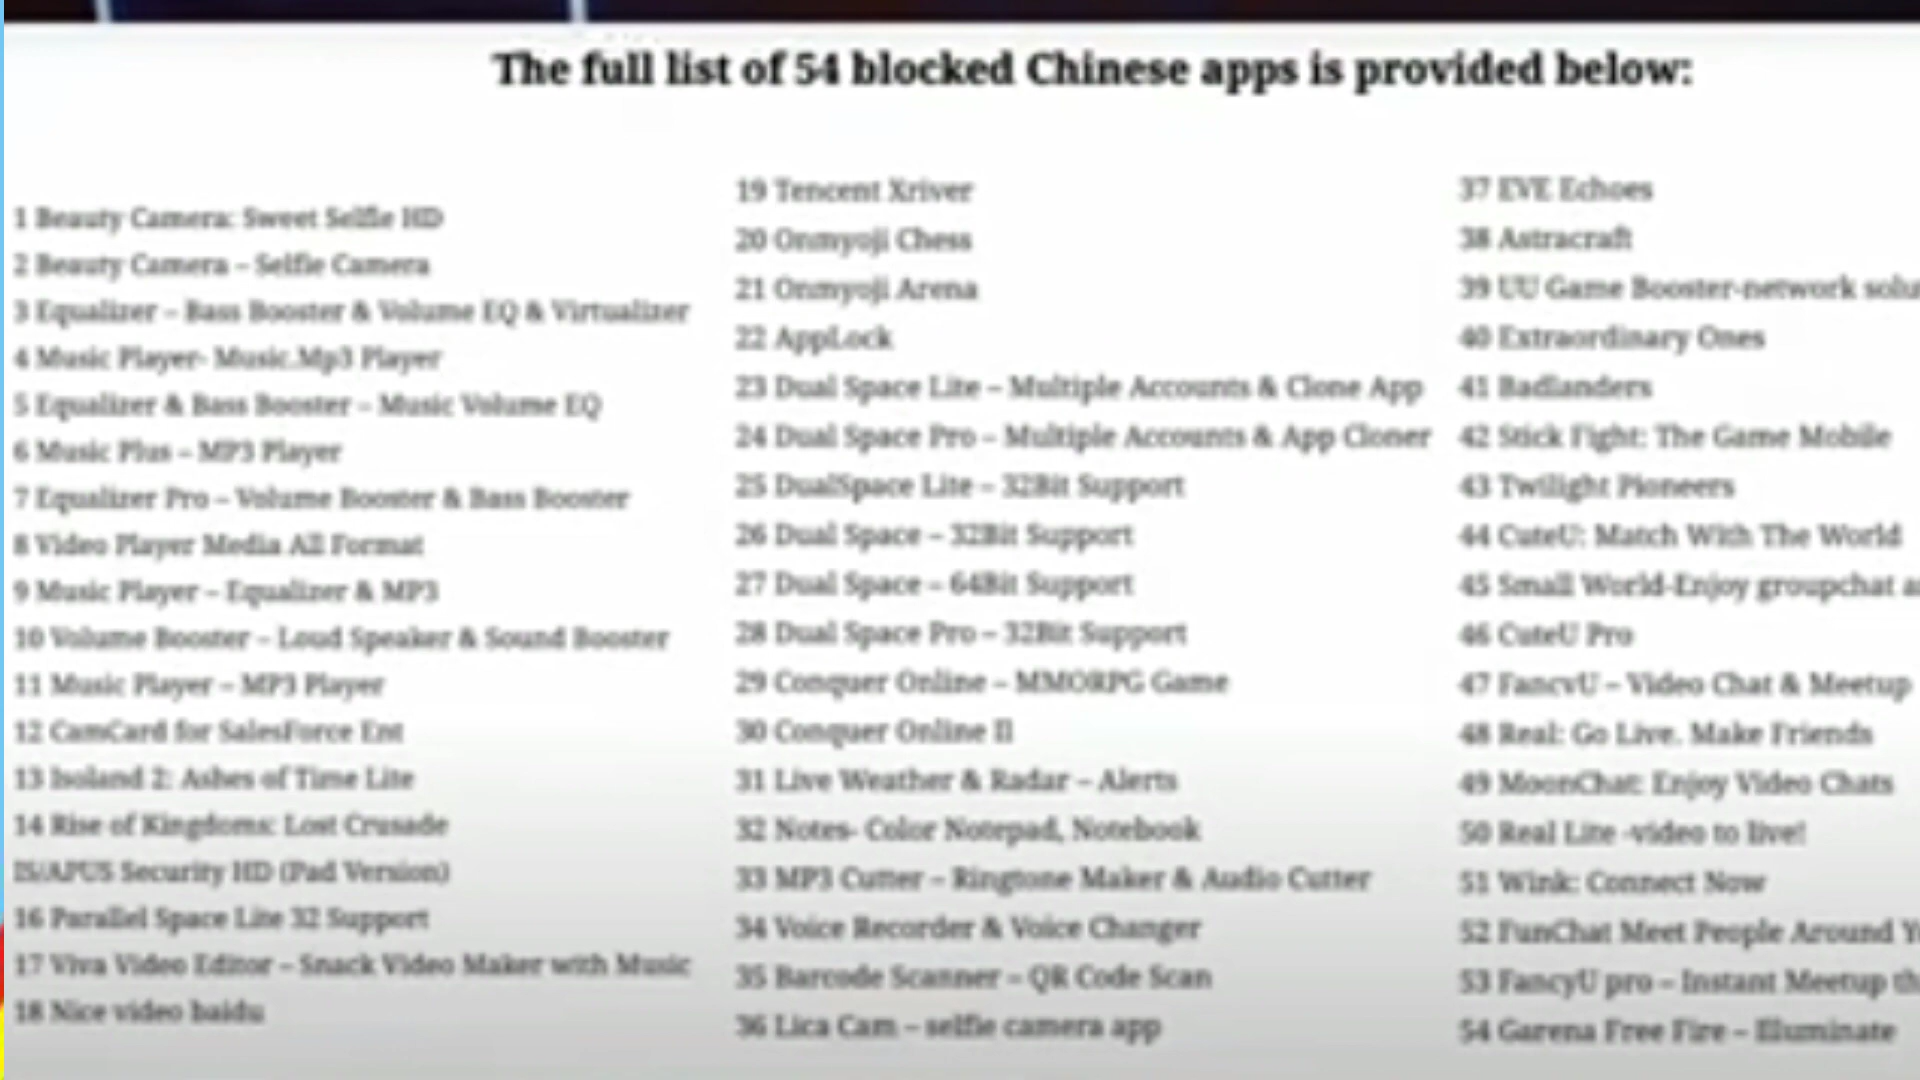 The full list of 54 blocked Chinese apps is provided below:
1 Beauty Camera: Sweet Selfie HD
2 Beauty Camera – Selfie Camera
3 Equalizer – Bass Booster & Volume EQ & Virtualizer
4 Music Player- Music.Mp3 Player
5 Equalizer & Bass Booster – Music Volume EQ
6 Music Plus – MP3 Player
7 Equalizer Pro – Volume Booster & Bass Booster
8 Video Player Media All Format
9 Music Player – Equalizer & MP3
10 Volume Booster – Loud Speaker & Sound Booster
11 Music Player – MP3 Player
12 CamCard for SalesForce Ent
13 Isoland 2: Ashes of Time Lite
14 Rise of Kingdoms: Lost Crusade
IS/APUS Security HD (Pad Version)
16 Parallel Space Lite 32 Support
17 Viva Video Editor – Snack Video Maker with Music
18 Nice video baidu
19 Tencent Xriver
20 Onmyoji Chess
21 Onmyoji Arena
22 AppLock
23 Dual Space Lite – Multiple Accounts & Clone App
24 Dual Space Pro – Multiple Accounts & App Cloner
25 DualSpace Lite – 32Bit Support
26 Dual Space – 32Bit Support
27 Dual Space – 64Bit Support
28 Dual Space Pro – 32Bit Support
29 Conquer Online – MMORPG Game
30 Conquer Online II
31 Live Weather & Radar – Alerts
32 Notes- Color Notepad, Notebook
33 MP3 Cutter – Ringtone Maker & Audio Cutter
34 Voice Recorder & Voice Changer
35 Barcode Scanner – QR Code Scan
36 Lica Cam – selfie camera app
37 EVE Echoes
38 Astracraft
39 UU Game Booster-network solu
40 Extraordinary Ones
41 Badlanders
42 Stick Fight: The Game Mobile
43 Twilight Pioneers
44 CuteU: Match With The World
45 Small World-Enjoy groupchat a
46 CuteU Pro
47 FancyU – Video Chat & Meetup
48 Real: Go Live. Make Friends
49 MoonChat: Enjoy Video Chats
50 Real Lite -video to live!
51 Wink: Connect Now
52 FunChat Meet People Around Y
53 FancyU pro – Instant Meetup th
54 Garena Free Fire – Illuminate